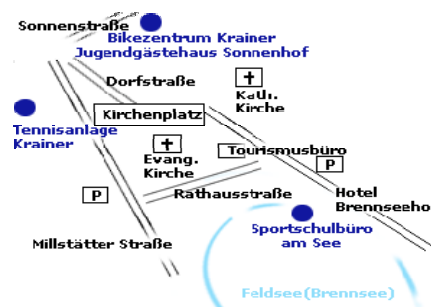 Sonnenstraße
Bikezentrum Krainer
Jugendgästehaus Sonnenhof
Dorfstraße
Kath.
Kirche
Kirchenplatz
Tennisanlage
Krainer
Evang.
Kirche
Tourismusbüro
P
P
Rathausstraße
Hotel
Brennseeho
Sportschulbüro
am See
Millstätter Straße
Feldsee(Brennsee)